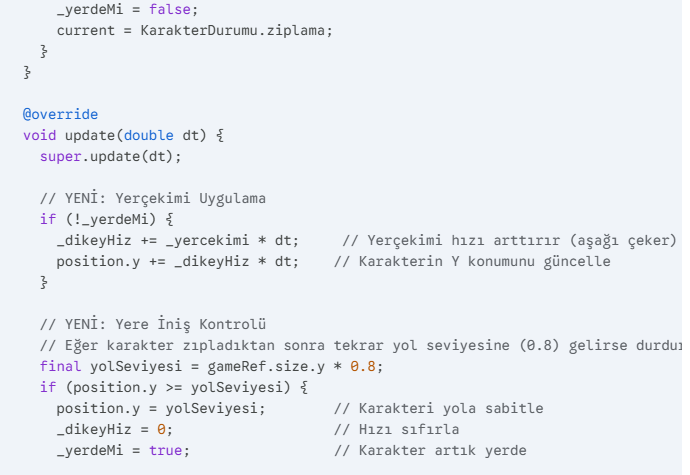 _yerdeMi = false;
current = KarakterDurumu.ziplama;
}
}
@override
void update(double dt) {
super.update(dt);
// YENİ: Yerçekimi Uygulama
if (!_yerdeMi) {
_dikeyHiz += _yercekimi * dt; // Yerçekimi hızı arttırır (aşağı çeker)
position.y += _dikeyHiz * dt; // Karakterin Y konumunu güncelle
}
// YENİ: Yere İniş Kontrolü
// Eğer karakter zıpladıktan sonra tekrar yol seviyesine (0.8) gelirse durdur
final yolSeviyesi = gameRef.size.y * 0.8;
if (position.y >= yolSeviyesi) {
position.y = yolSeviyesi; // Karakteri yola sabitle
_dikeyHiz = 0; // Hızı sıfırla
_yerdeMi = true; // Karakter artık yerde